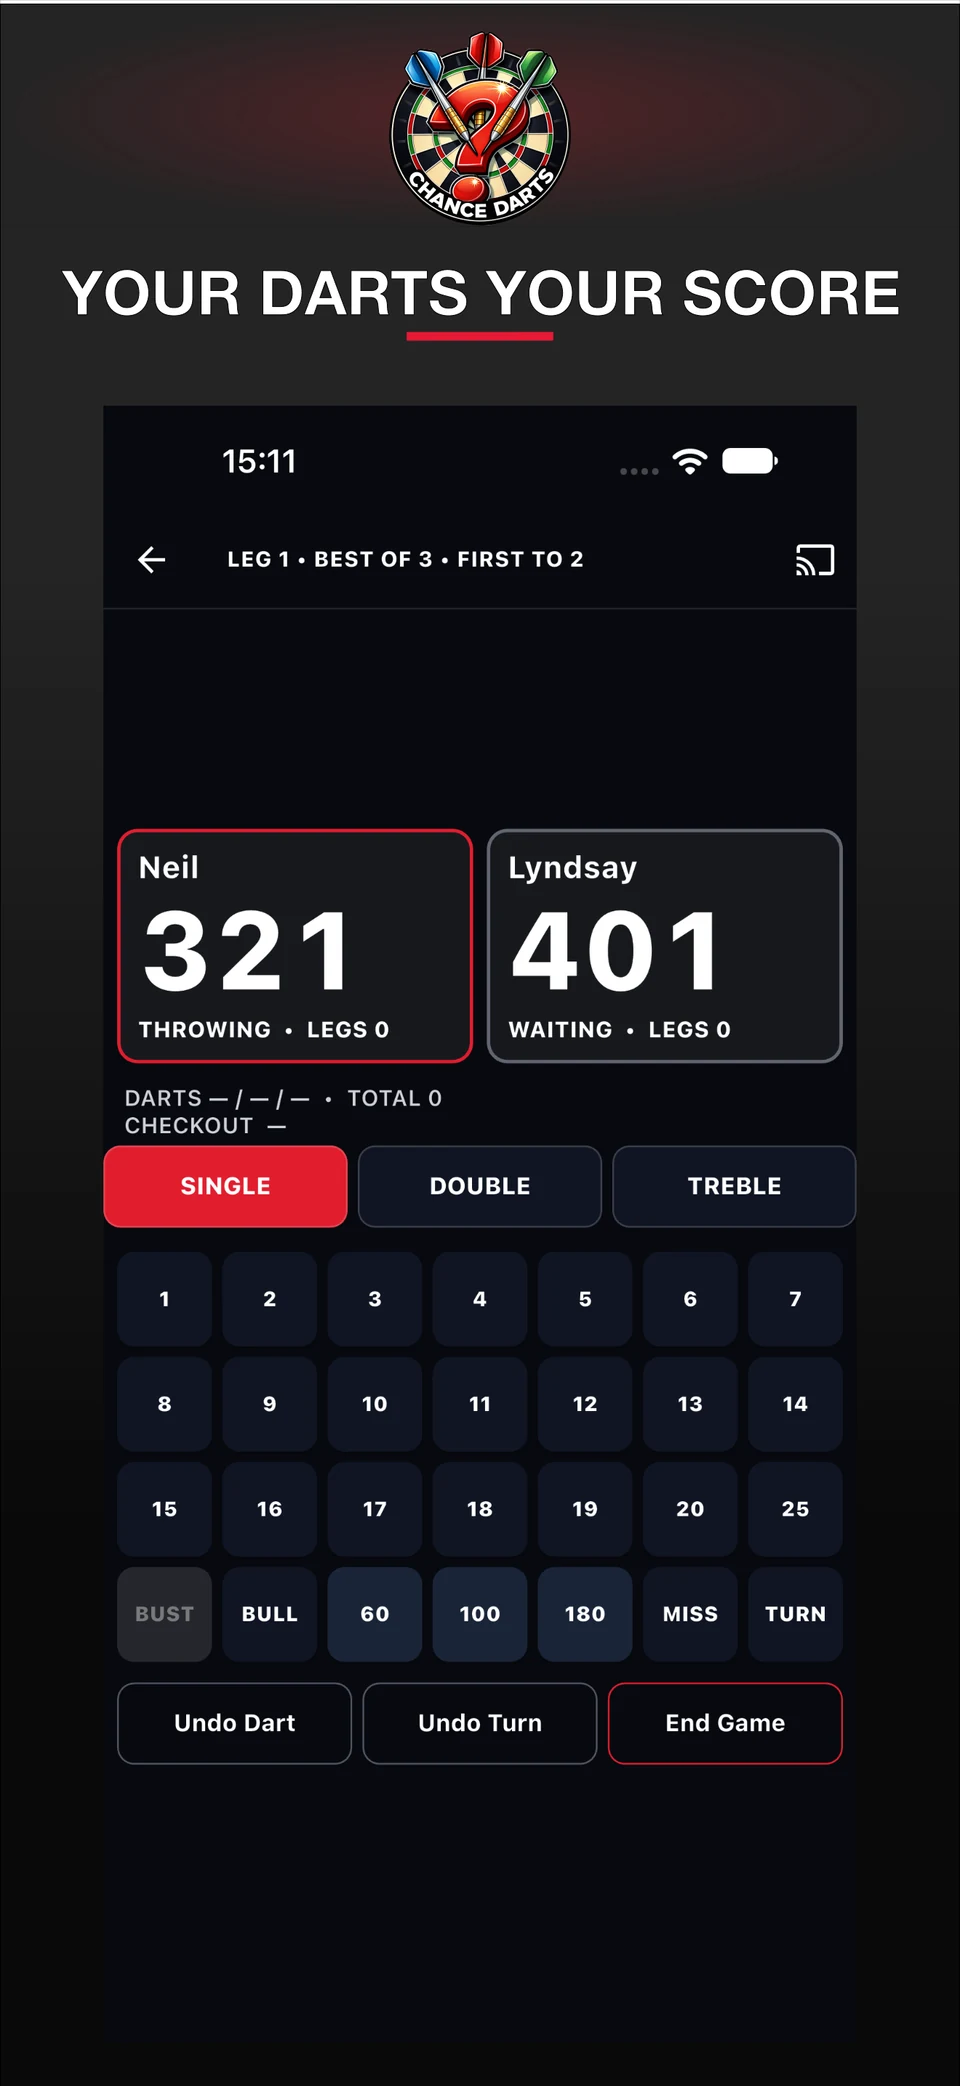 CHANCE DARTS
YOUR DARTS YOUR SCORE
15:11
LEG 1 • BEST OF 3 • FIRST TO 2
Neil
321
THROWING • LEGS 0
Lyndsay
401
WAITING • LEGS 0
DARTS — / — / — • TOTAL 0
CHECKOUT —
SINGLE DOUBLE TREBLE
1 2 3 4 5 6 7
8 9 10 11 12 13 14
15 16 17 18 19 20 25
BUST BULL 60 100 180 MISS TURN
Undo Dart Undo Turn End Game